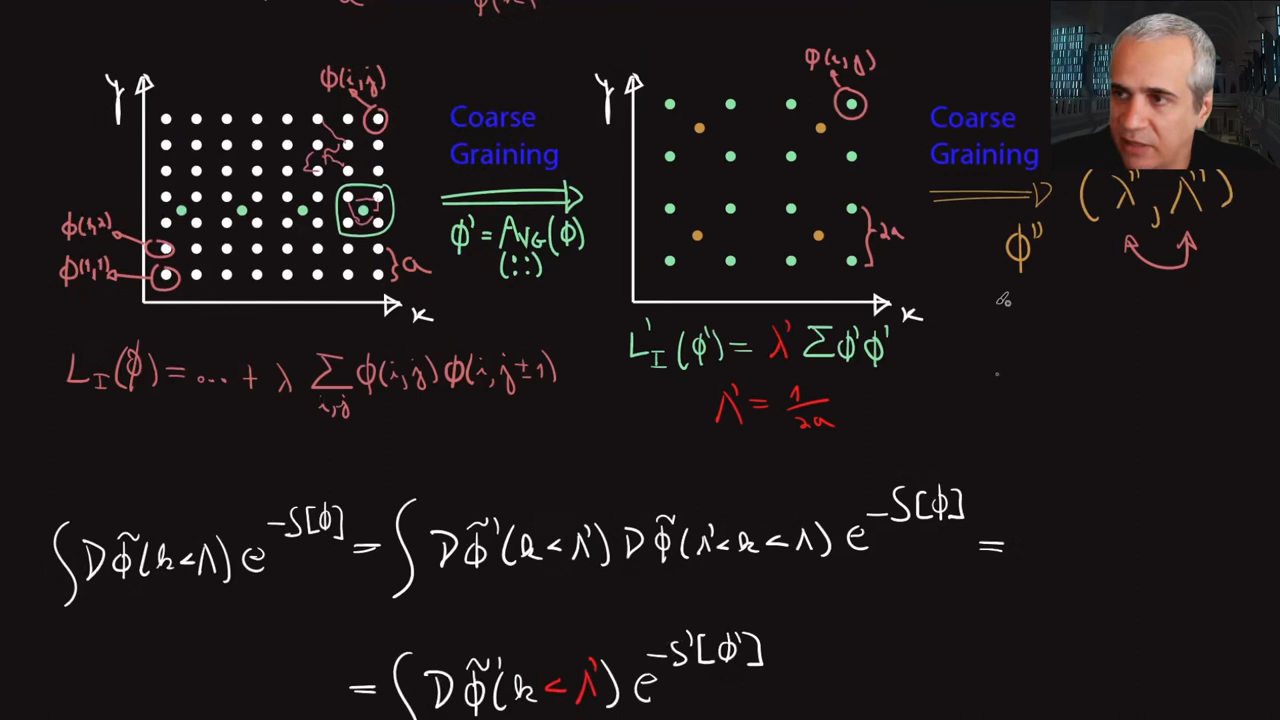 Y
φ(i,j)
Coarse
Graining
φ' = AVG(φ)
(::)
φ(1,2)
φ(1,1)
}a
x
Y
φ(i,j)
}2a
x
Coarse
Graining
φ''
(λ'', Λ'')
L_I(φ) = ... + λ Σ_{i,j} φ(i,j) φ(i,j±1)
L'_I(φ') = λ' Σ φ'φ'
Λ' = 1/2a
∫ Dφ̃(k<Λ) e^{-S[φ]} = ∫ Dφ̃'(k<Λ') Dφ̃(Λ'<k<Λ) e^{-S[φ]} =
= ∫ Dφ̃'(k<Λ') e^{-S'[φ']}